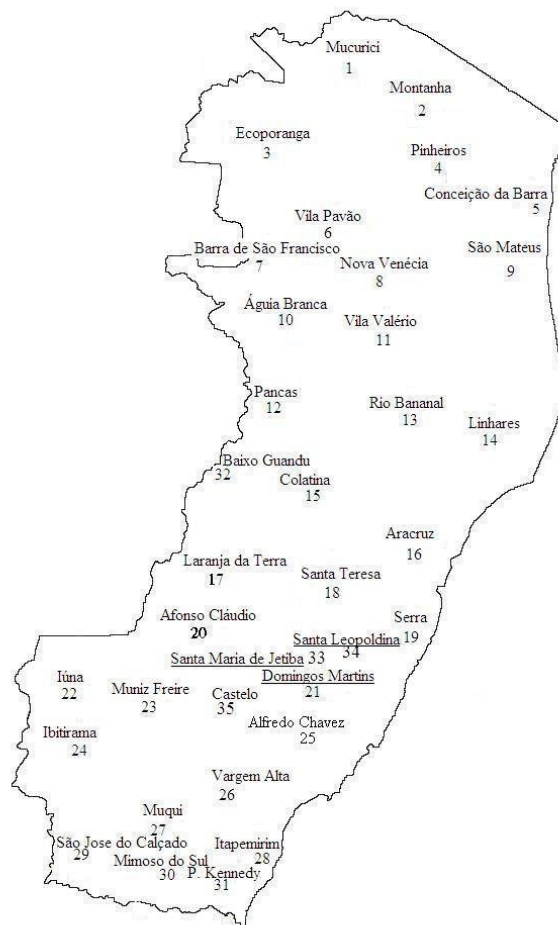 Mucurici
1
Montanha
2
Ecoporanga
3
Pinheiros
4
Conceição da Barra
5
Vila Pavão
6
Barra de São Francisco
7
São Mateus
9
Nova Venécia
8
Águia Branca
10
Vila Valério
11
Pancas
12
Rio Bananal
13
Linhares
14
Baixo Guandu
32
Colatina
15
Aracruz
16
Laranja da Terra
17
Santa Teresa
18
Afonso Cláudio
20
Serra
19
Santa Leopoldina
34
Santa Maria de Jetiba 33
Domingos Martins
21
Iúna
22
Muniz Freire
23
Castelo
35
Alfredo Chavez
25
Ibitirama
24
Vargem Alta
26
Muqui
27
São Jose do Calçado
29
Itapemirim
28
Mimoso do Sul
30
P. Kennedy
31